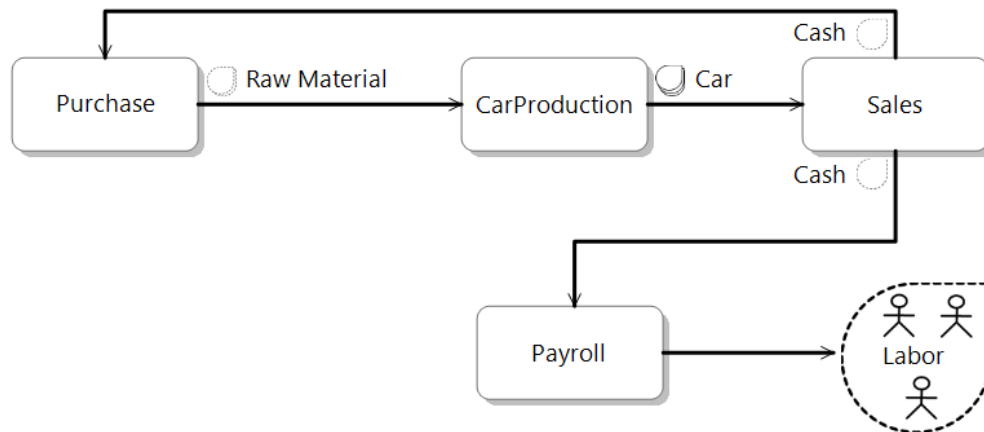 Cash
Purchase
Raw Material
CarProduction
Car
Sales
Cash
Payroll
Labor